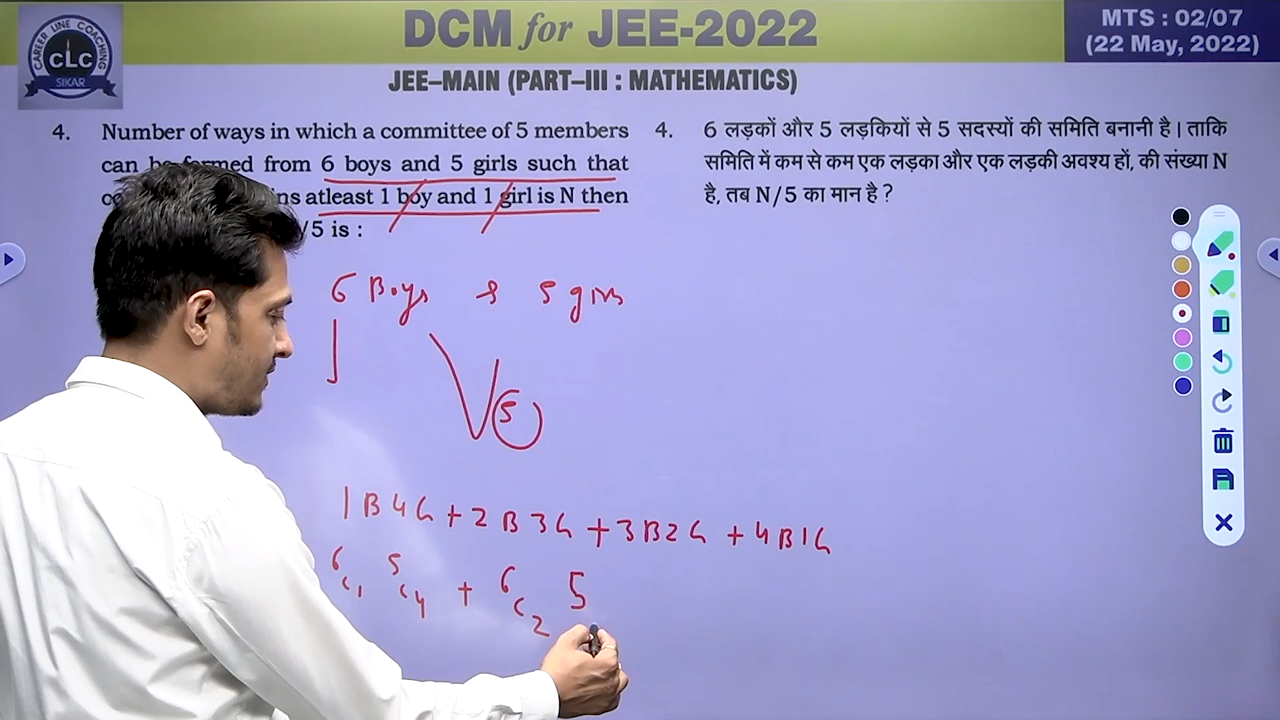 CAREER LINE COACHING
CLC
SIKAR
DCM for JEE-2022
MTS : 02/07
(22 May, 2022)
JEE–MAIN (PART–III : MATHEMATICS)
4. Number of ways in which a committee of 5 members
can be formed from 6 boys and 5 girls such that
ns atleast 1 boy and 1 girl is N then
/5 is :
4. 6 लड़कों और 5 लड़कियों से 5 सदस्यों की समिति बनानी है। ताकि
समिति में कम से कम एक लड़का और एक लड़की अवश्य हों, की संख्या N
है, तब N/5 का मान है ?
6 Boys & 5 girls
5
1B4G + 2B3G + 3B2G + 4B1G
⁶C₁ ⁵C₄ + ⁶C₂ 5